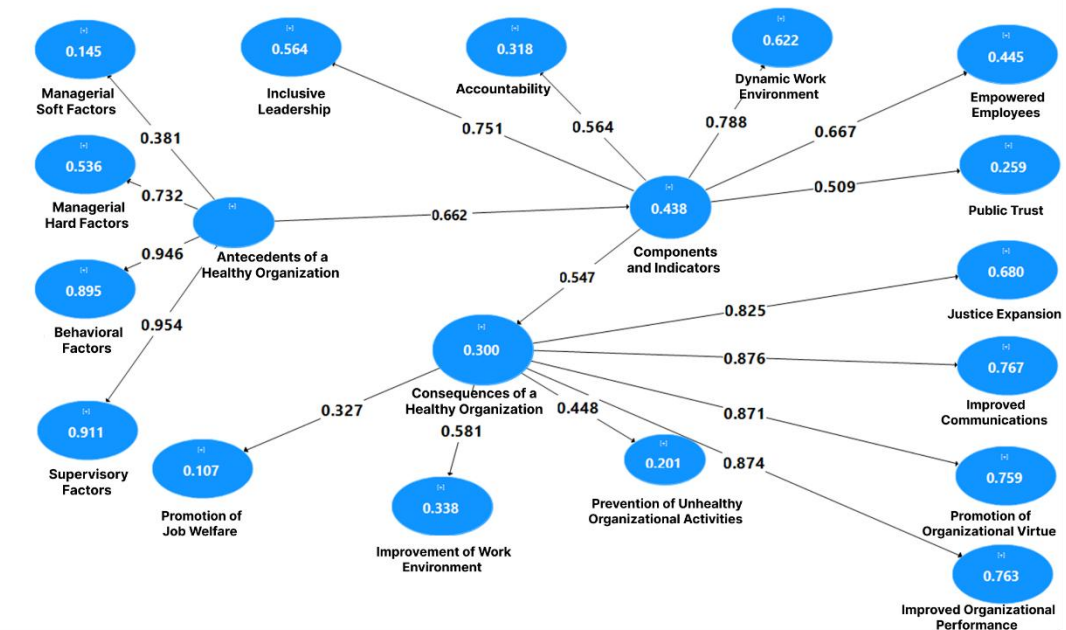 [+]
0.145
Managerial
Soft Factors
[+]
0.564
Inclusive
Leadership
[+]
0.318
Accountability
[+]
0.622
Dynamic Work
Environment
[+]
0.445
Empowered
Employees
0.381
0.751
0.564
0.788
0.667
[+]
0.536
Managerial
Hard Factors
0.732
[+]
Antecedents of a
Healthy Organization
0.662
[+]
0.438
Components
and Indicators
0.509
[+]
0.259
Public Trust
0.946
[+]
0.895
Behavioral
Factors
0.954
0.547
[+]
0.680
Justice Expansion
0.825
[+]
0.300
Consequences of a
Healthy Organization
0.876
[+]
0.767
Improved
Communications
[+]
0.911
Supervisory
Factors
0.327
0.581
0.448
0.871
0.874
[+]
0.107
Promotion of
Job Welfare
[+]
0.338
Improvement of Work
Environment
[+]
0.201
Prevention of Unhealthy
Organizational Activities
[+]
0.759
Promotion of
Organizational Virtue
[+]
0.763
Improved Organizational
Performance